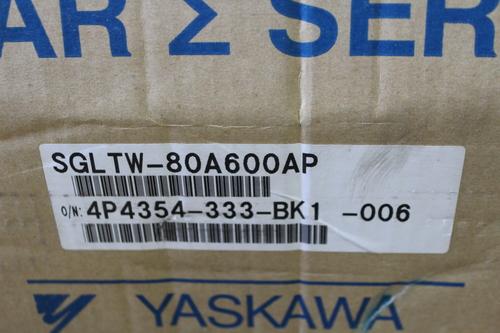 AR Σ SER
SGLTW-80A600AP
O/N: 4P4354-333-BK1 -006
YASKAWA